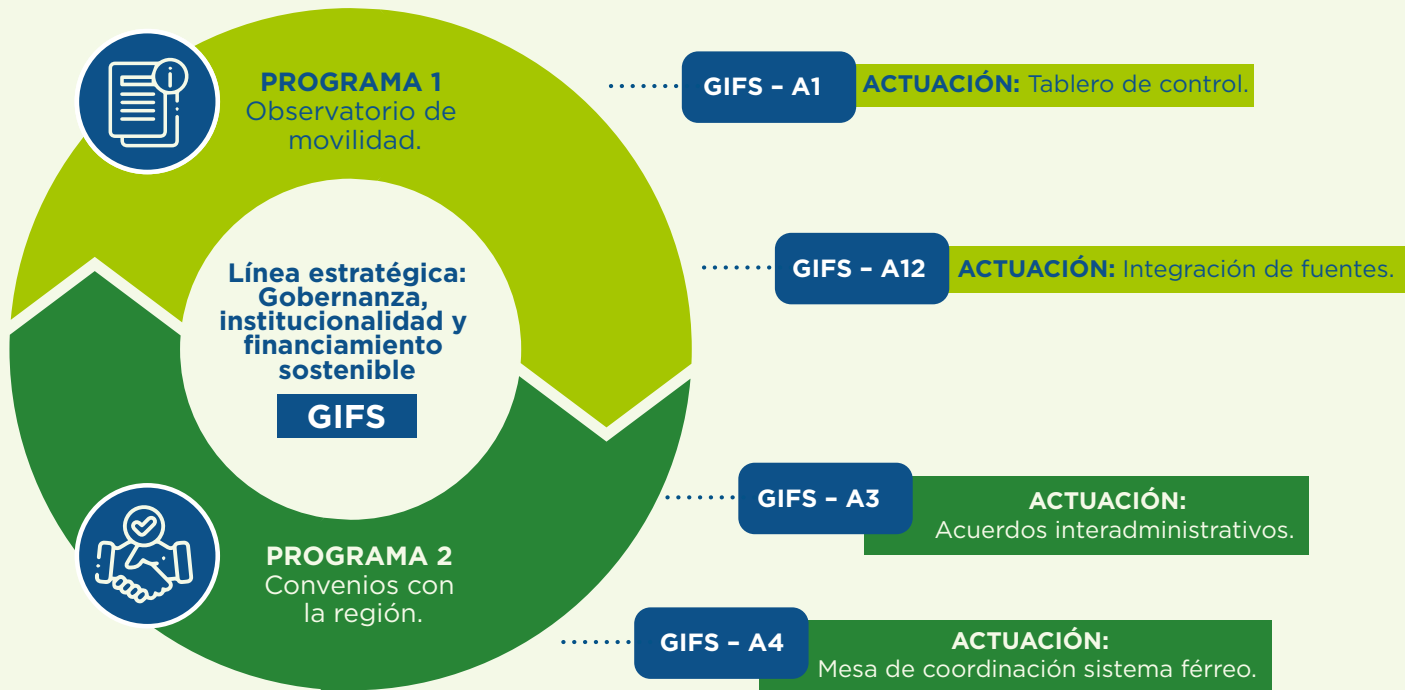 PROGRAMA 1
Observatorio de
movilidad.
GIFS – A1
ACTUACIÓN: Tablero de control.
GIFS – A12
ACTUACIÓN: Integración de fuentes.
Línea estratégica:
Gobernanza,
institucionalidad y
financiamiento
sostenible
GIFS
PROGRAMA 2
Convenios con
la región.
GIFS – A3
ACTUACIÓN:
Acuerdos interadministrativos.
GIFS – A4
ACTUACIÓN:
Mesa de coordinación sistema férreo.